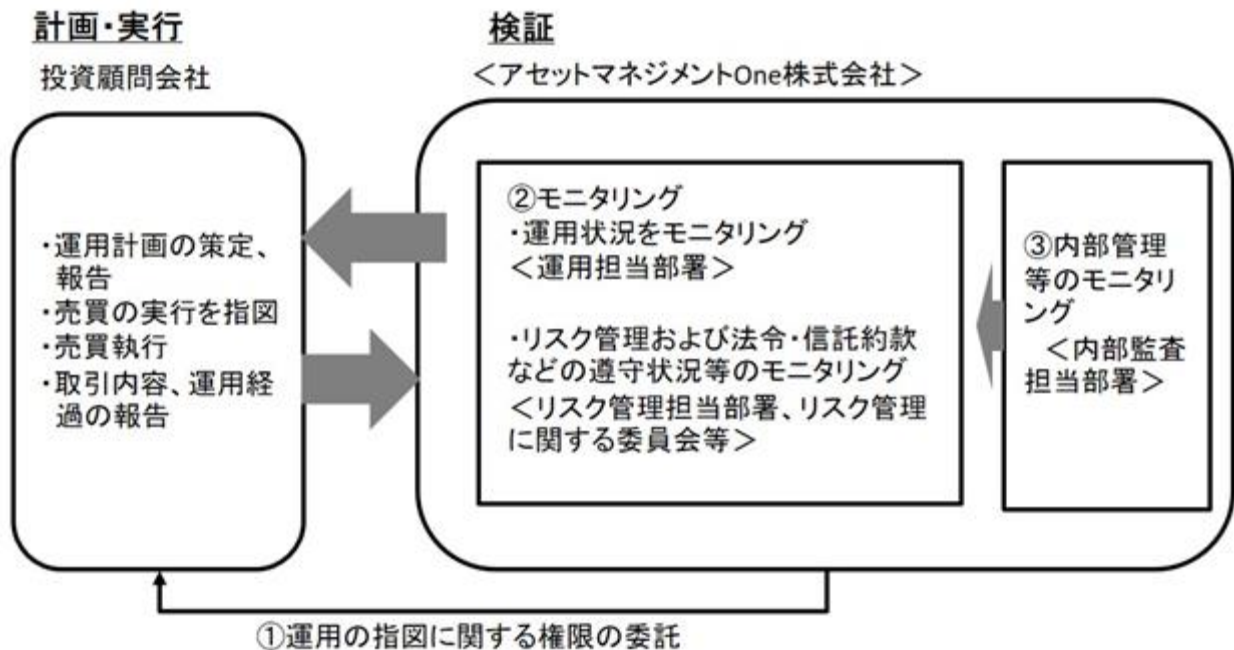 計画・実行
投資顧問会社
・運用計画の策定、
報告
・売買の実行を指図
・売買執行
・取引内容、運用経
過の報告
検証
＜アセットマネジメントOne株式会社＞
②モニタリング
・運用状況をモニタリング
＜運用担当部署＞
・リスク管理および法令・信託約款
などの遵守状況等のモニタリング
＜リスク管理担当部署、リスク管理
に関する委員会等＞
③内部管理
等のモニタリ
ング
＜内部監査
担当部署＞
①運用の指図に関する権限の委託